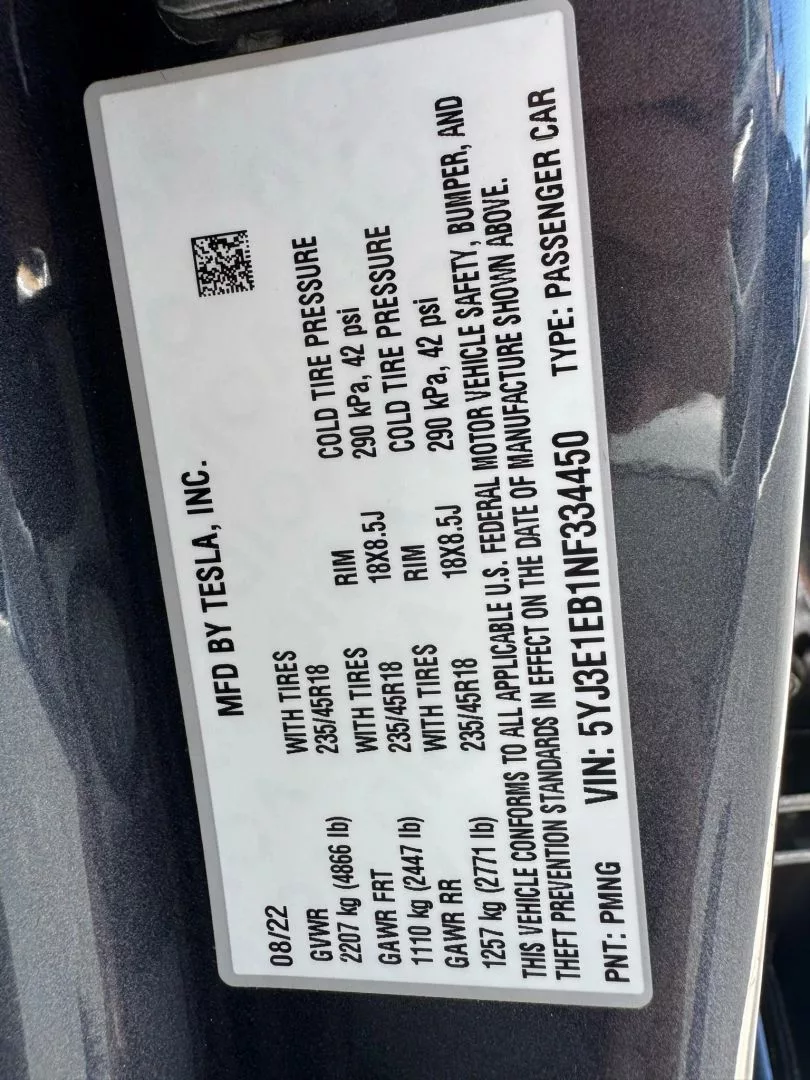 MFD BY TESLA, INC.
08/22
GVWR WITH TIRES RIM COLD TIRE PRESSURE
2207 kg (4866 lb) 235/45R18 18X8.5J 290 kPa, 42 psi
GAWR FRT WITH TIRES RIM COLD TIRE PRESSURE
1110 kg (2447 lb) 235/45R18 18X8.5J 290 kPa, 42 psi
GAWR RR WITH TIRES
1257 kg (2771 lb) 235/45R18
THIS VEHICLE CONFORMS TO ALL APPLICABLE U.S. FEDERAL MOTOR VEHICLE SAFETY, BUMPER, AND
THEFT PREVENTION STANDARDS IN EFFECT ON THE DATE OF MANUFACTURE SHOWN ABOVE.
PNT: PMNG VIN: 5YJ3E1EB1NF334450 TYPE: PASSENGER CAR